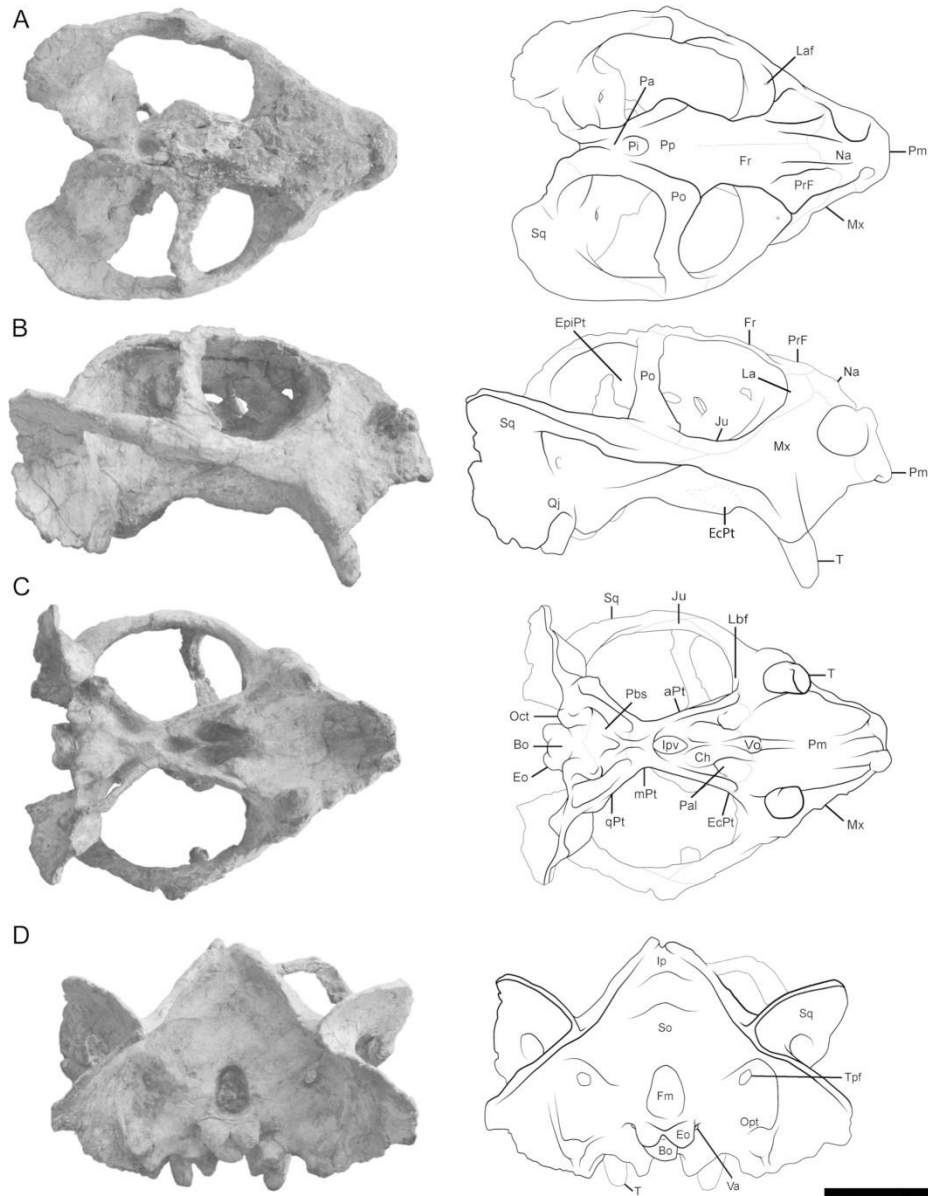 A
Laf
Pa
Pi
Pp
Fr
Na
Pm
Po
PrF
Mx
Sq
B
EpiPt
Fr
PrF
Po
La
Na
Sq
Ju
Mx
Pm
Qj
EcPt
T
C
Sq
Ju
Lbf
T
Pbs
aPt
Oct
Bo
Ipv
Vo
Pm
Ch
Eo
mPt
Pal
qPt
EcPt
Mx
D
Ip
Sq
So
Tpf
Fm
Opt
Eo
Bo
T
Va